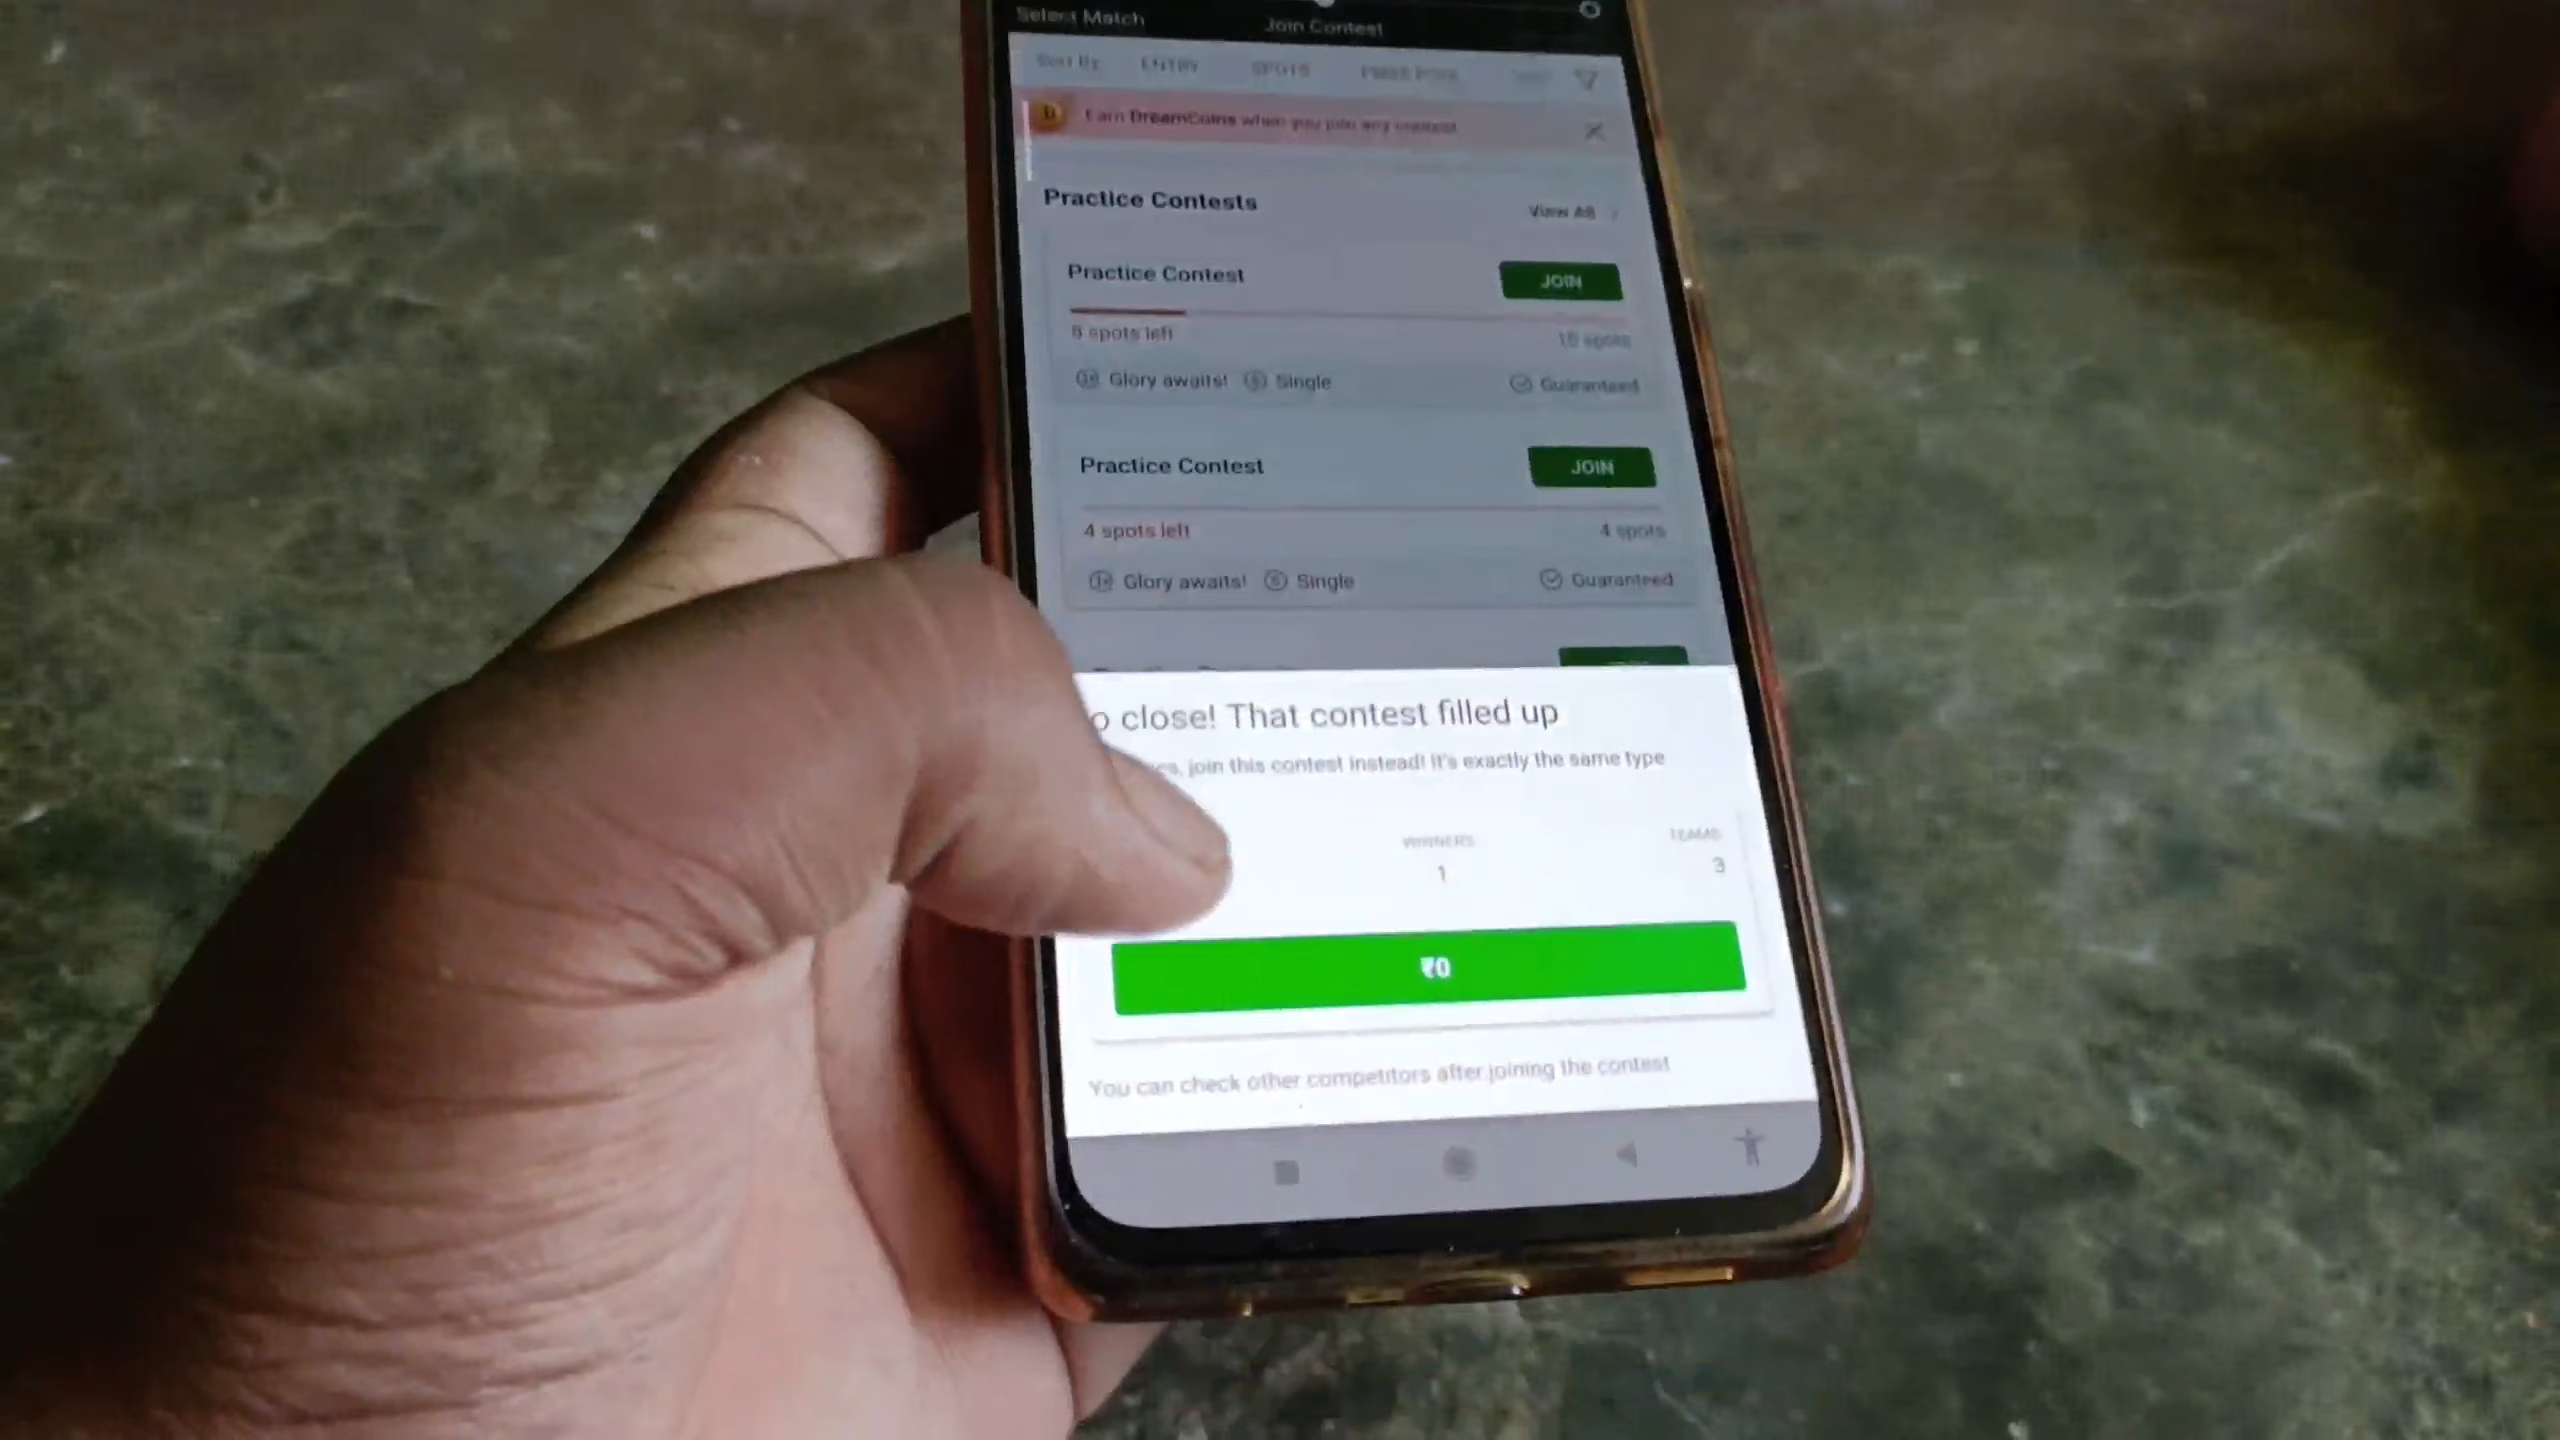 Select Match
Join Contest
Sort By ENTRY SPOTS PRIZE POOL
Earn DreamCoins when you join any contest
Practice Contests
View All
Practice Contest
JOIN
spots left
spots
Glory awaits! Single
Guaranteed
Practice Contest
JOIN
4 spots left
4 spots
Glory awaits! Single
Guaranteed
o close! That contest filled up
join this contest instead! It's exactly the same type
WINNERS
TEAMS
1
3
₹0
You can check other competitors after joining the contest